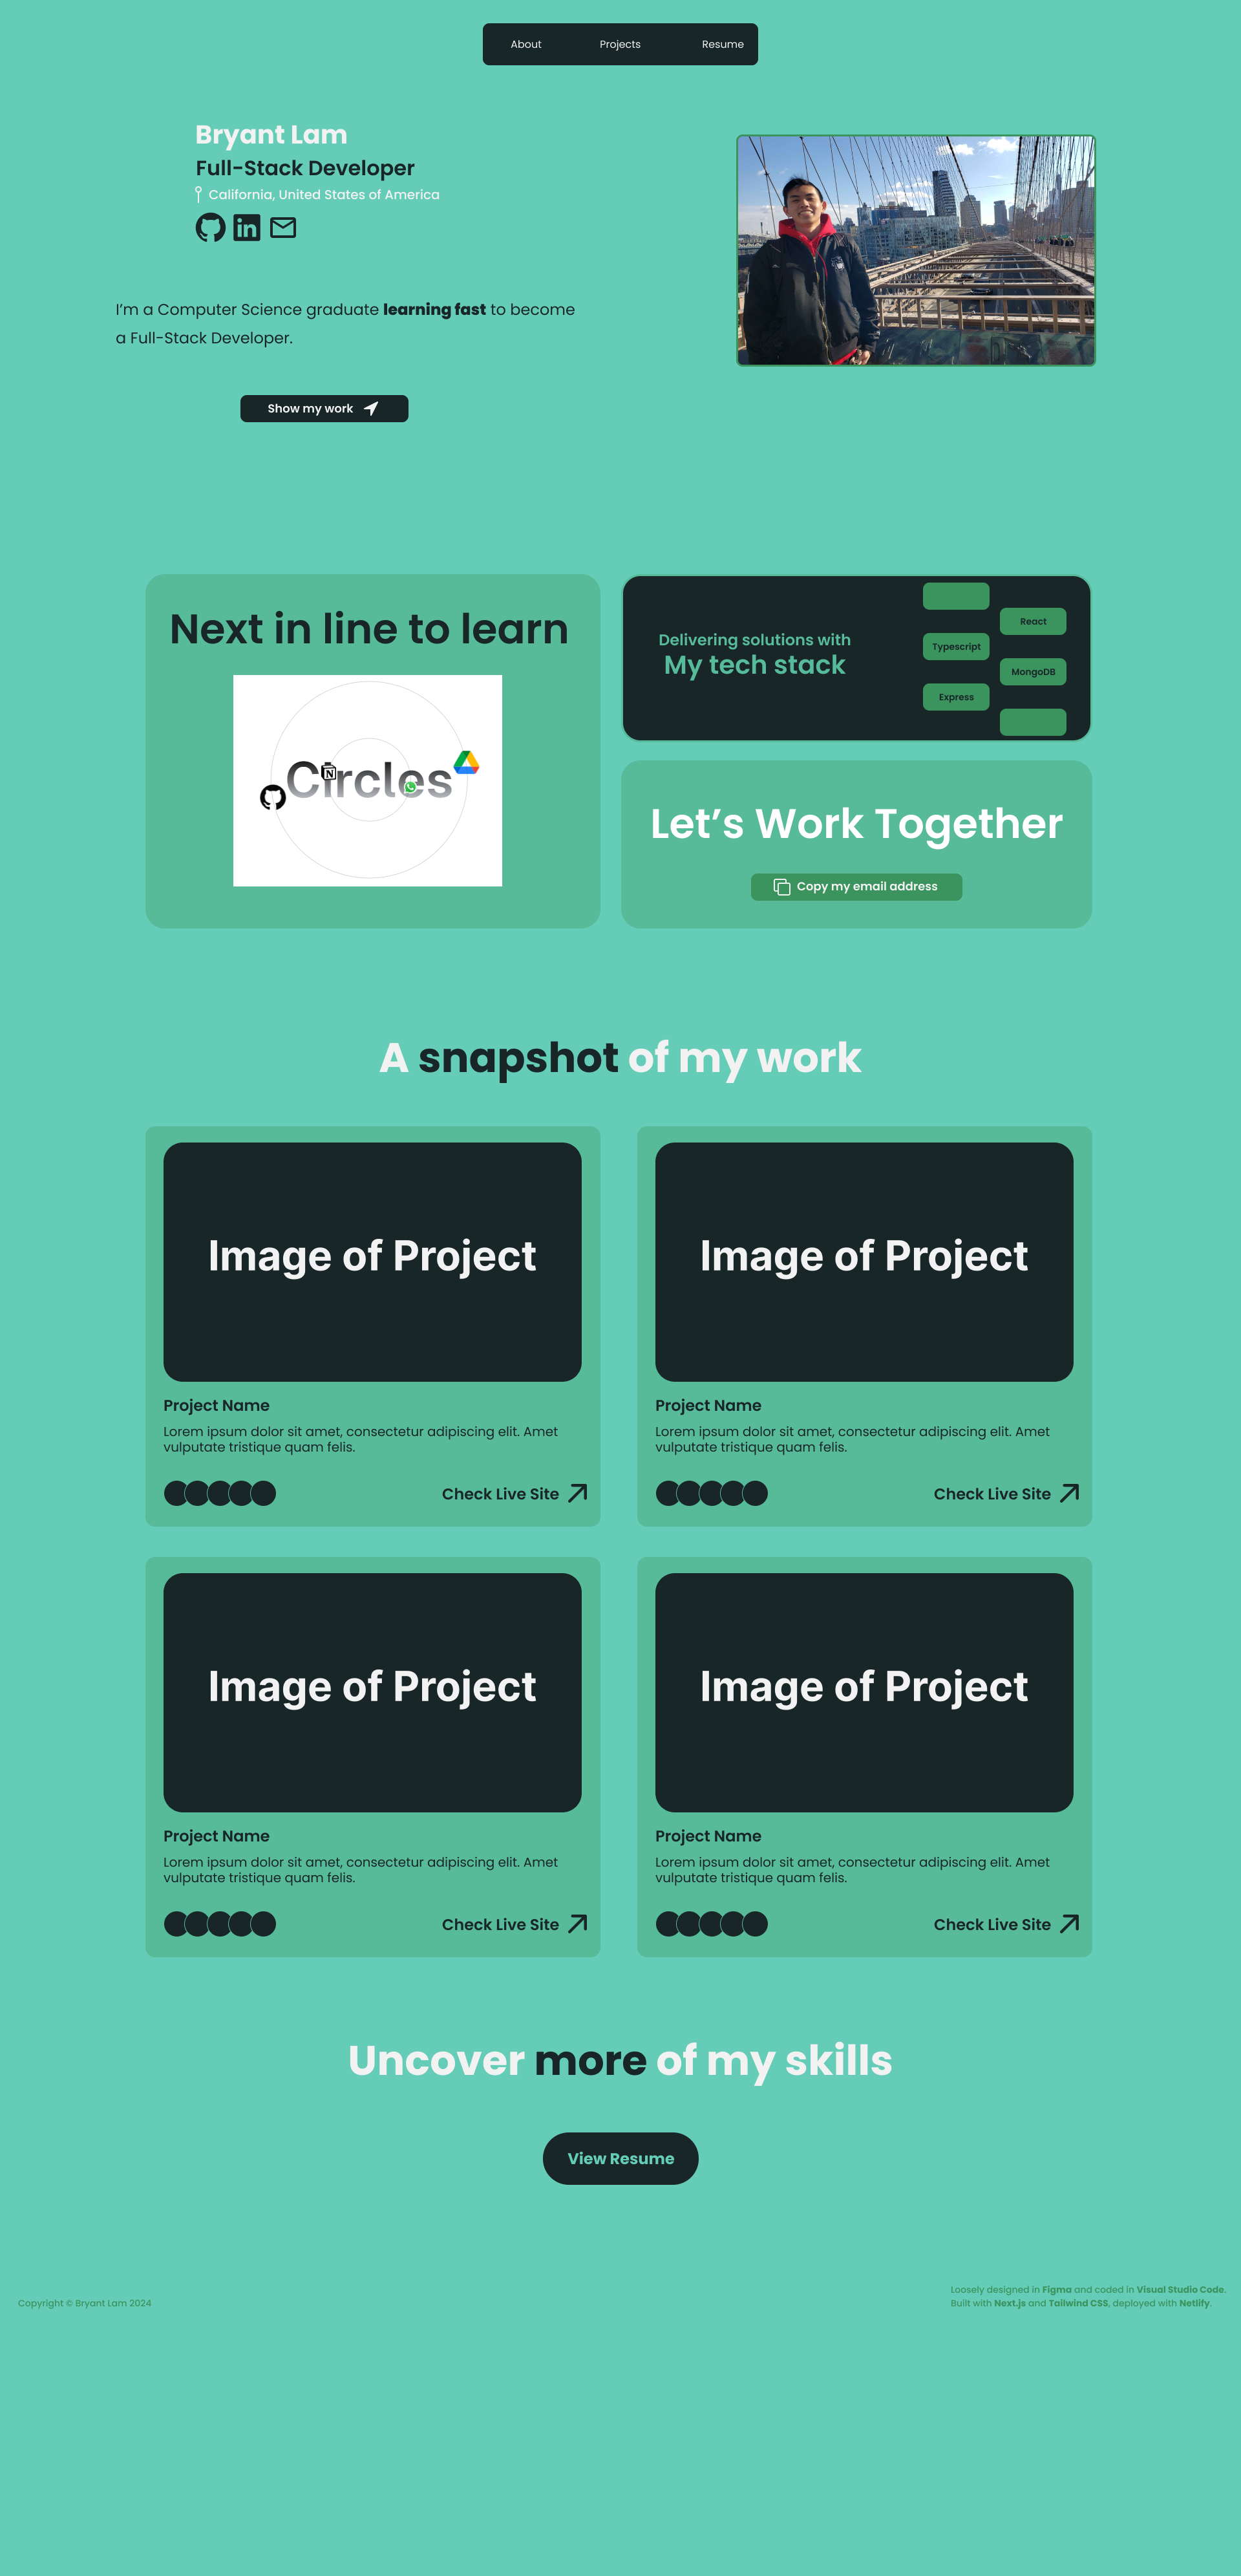 About Projects Resume
Bryant Lam
Full-Stack Developer
California, United States of America
in
I’m a Computer Science graduate learning fast to become
a Full-Stack Developer.
Show my work
Next in line to learn
Circles
N
Delivering solutions with
My tech stack
React
Typescript
MongoDB
Express
Let’s Work Together
Copy my email address
A snapshot of my work
Image of Project
Project Name
Lorem ipsum dolor sit amet, consectetur adipiscing elit. Amet
vulputate tristique quam felis.
Check Live Site
Image of Project
Project Name
Lorem ipsum dolor sit amet, consectetur adipiscing elit. Amet
vulputate tristique quam felis.
Check Live Site
Image of Project
Project Name
Lorem ipsum dolor sit amet, consectetur adipiscing elit. Amet
vulputate tristique quam felis.
Check Live Site
Image of Project
Project Name
Lorem ipsum dolor sit amet, consectetur adipiscing elit. Amet
vulputate tristique quam felis.
Check Live Site
Uncover more of my skills
View Resume
Copyright © Bryant Lam 2024
Loosely designed in Figma and coded in Visual Studio Code.
Built with Next.js and Tailwind CSS, deployed with Netlify.